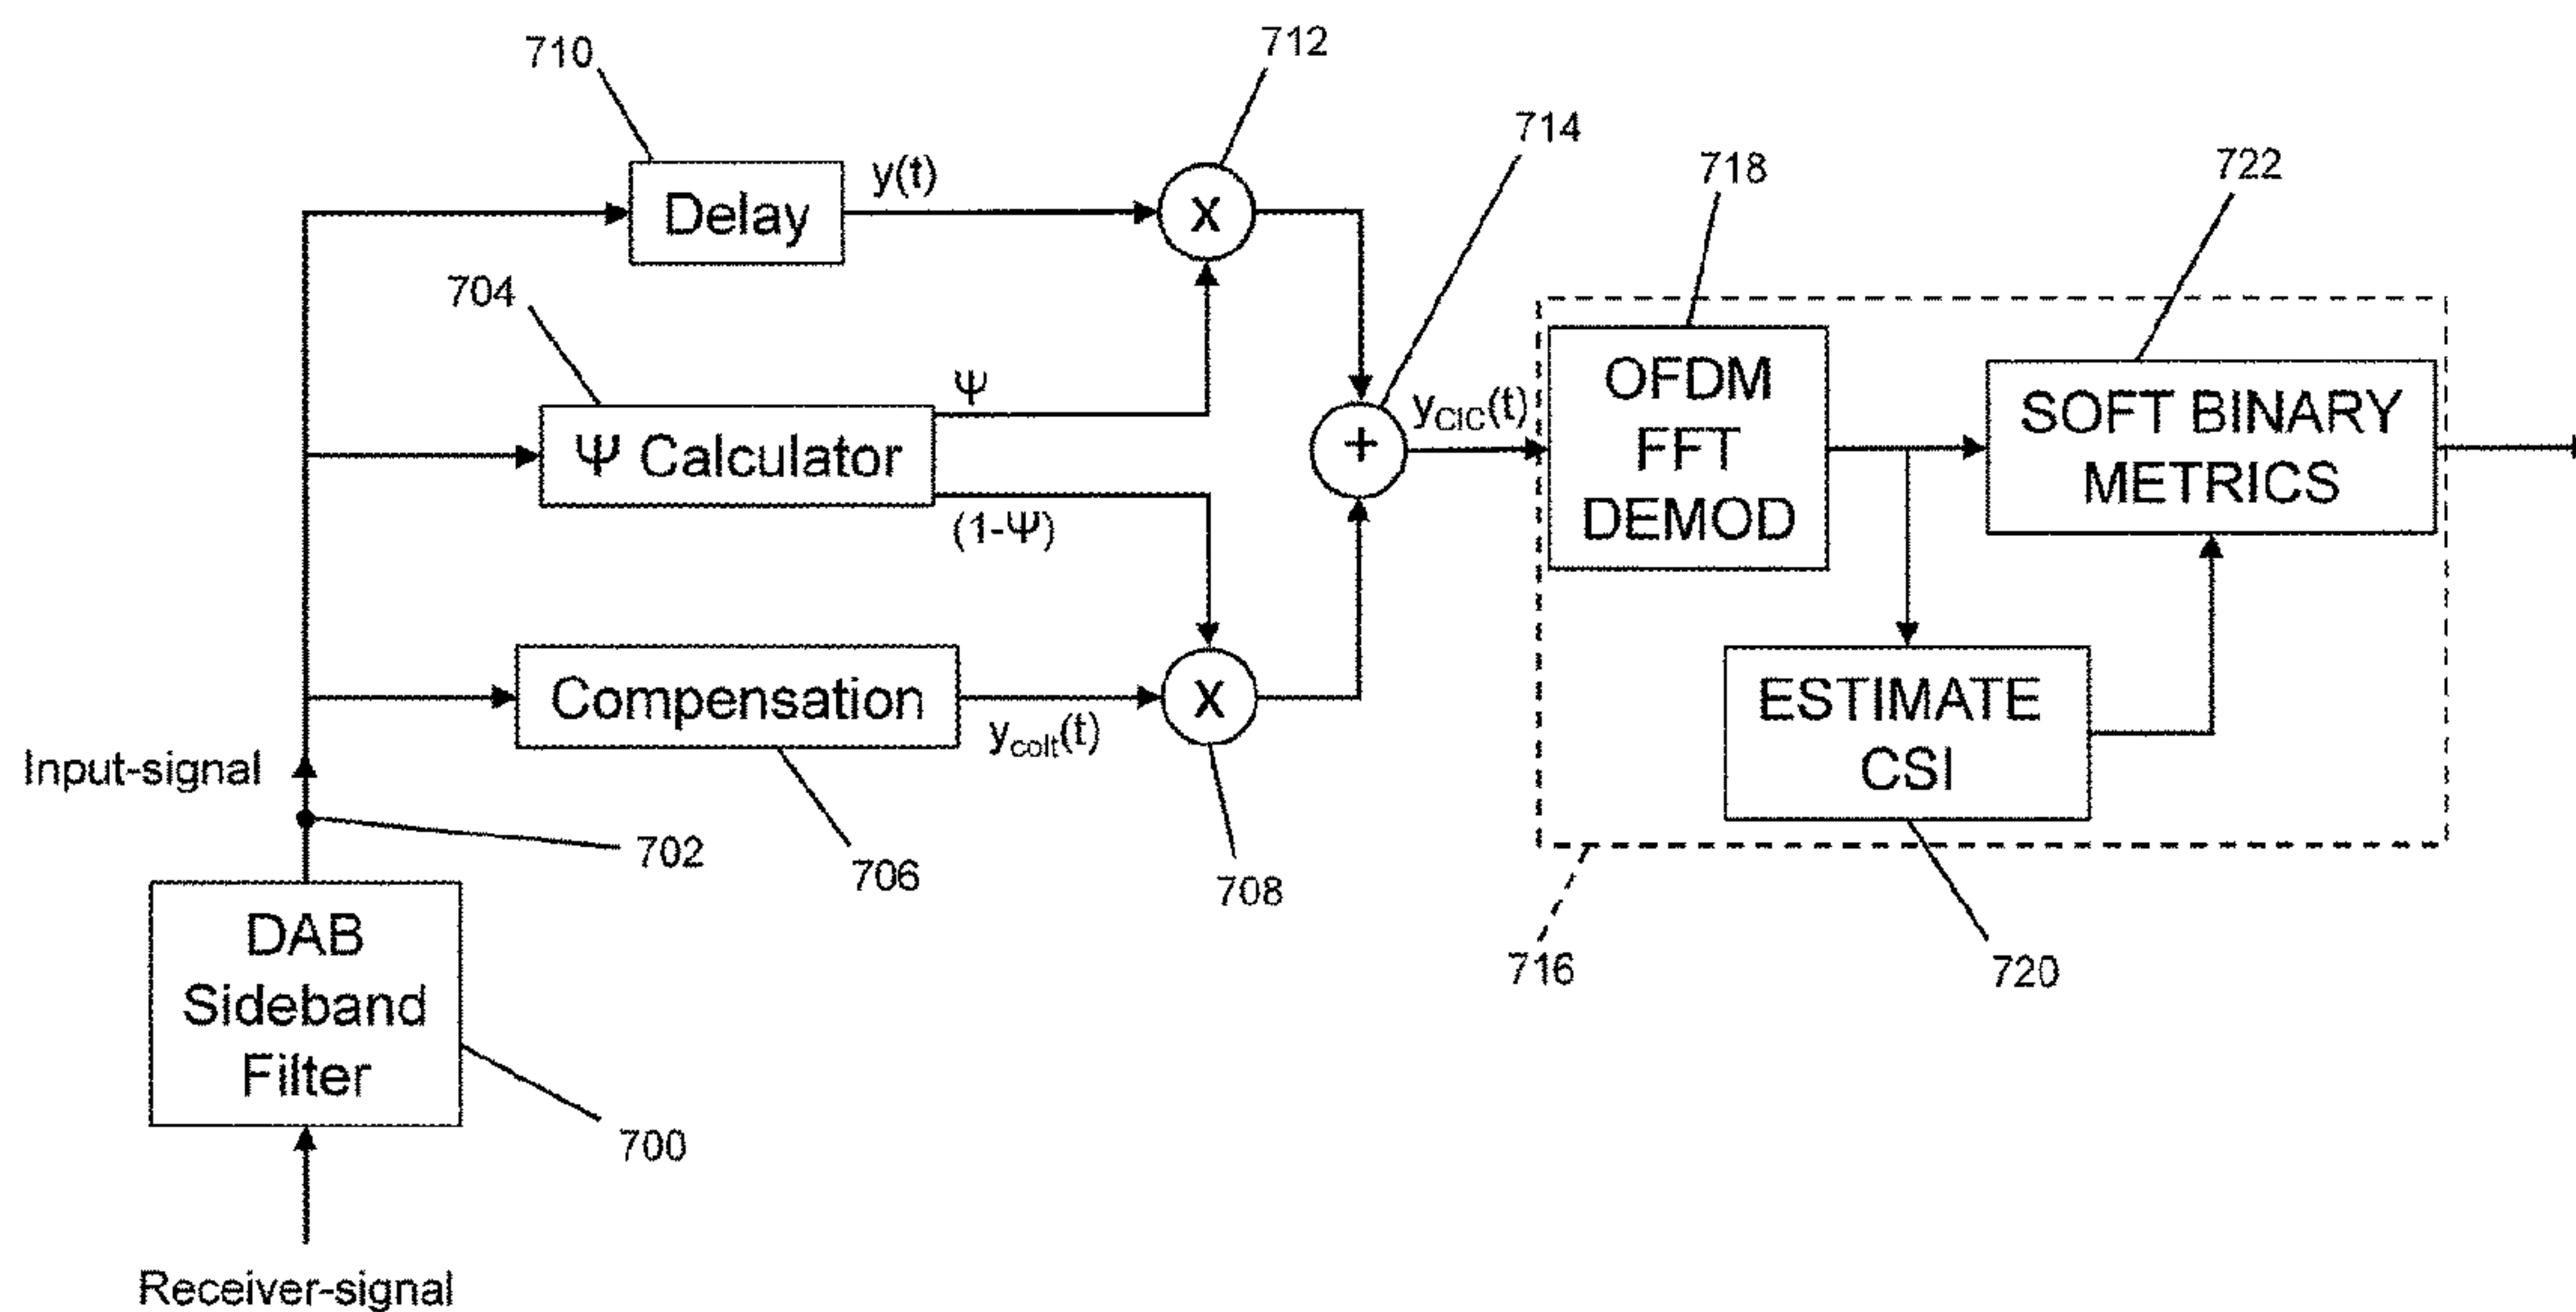 710
712
714
718
722
y(t)
Delay
X
704
Ψ
Ψ Calculator
(1-Ψ)
+
yCIC(t)
OFDM
FFT
DEMOD
SOFT BINARY
METRICS
Compensation
ycolt(t)
X
ESTIMATE
CSI
Input-signal
702
706
708
716
720
DAB
Sideband
Filter
700
Receiver-signal